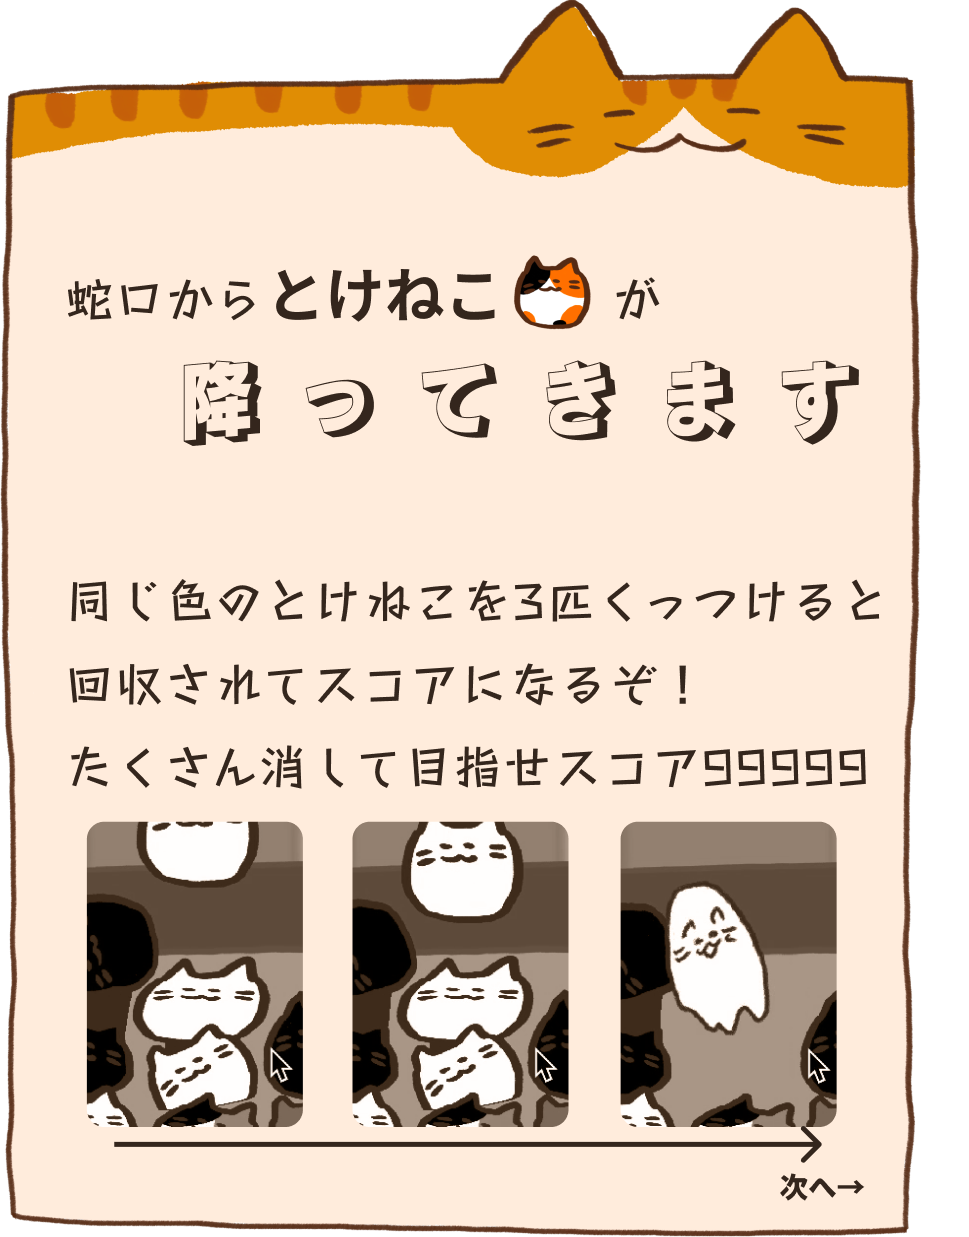 蛇口からとけねこ が
降ってきます
同じ色のとけねこを3匹くっつけると
回収されてスコアになるぞ！
たくさん消して目指せスコア99999
次へ→